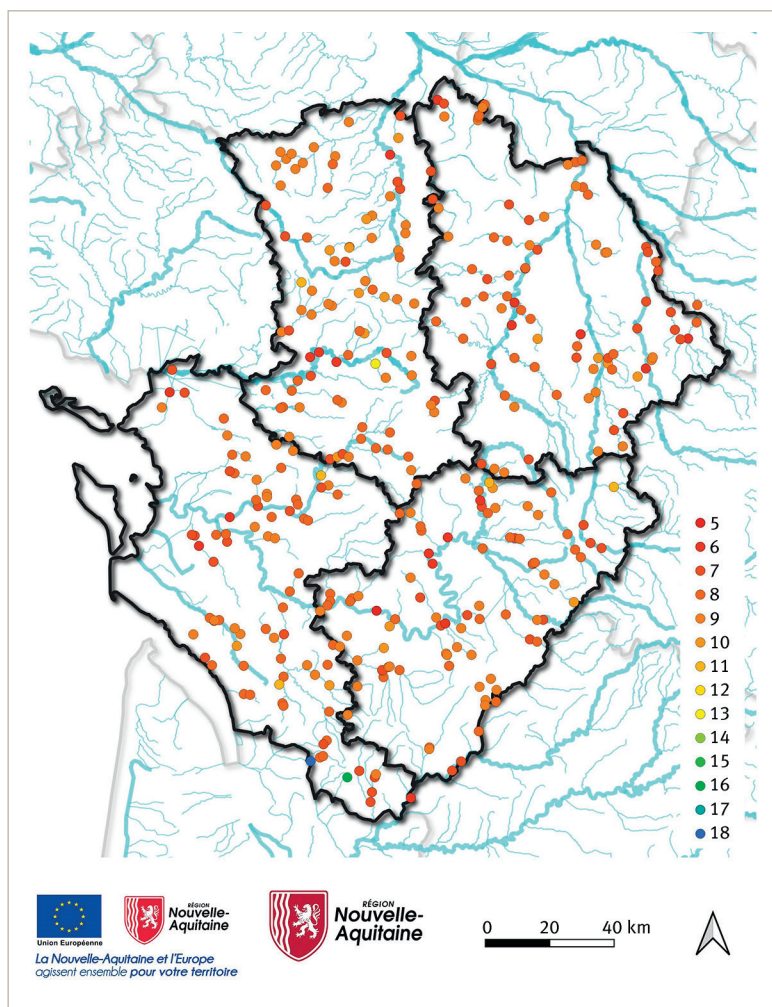 5
6
7
8
9
10
11
12
13
14
15
16
17
18
Union Européenne
RÉGION
Nouvelle-
Aquitaine
La Nouvelle-Aquitaine et l'Europe
agissent ensemble pour votre territoire
RÉGION
Nouvelle-
Aquitaine
0 20 40 km